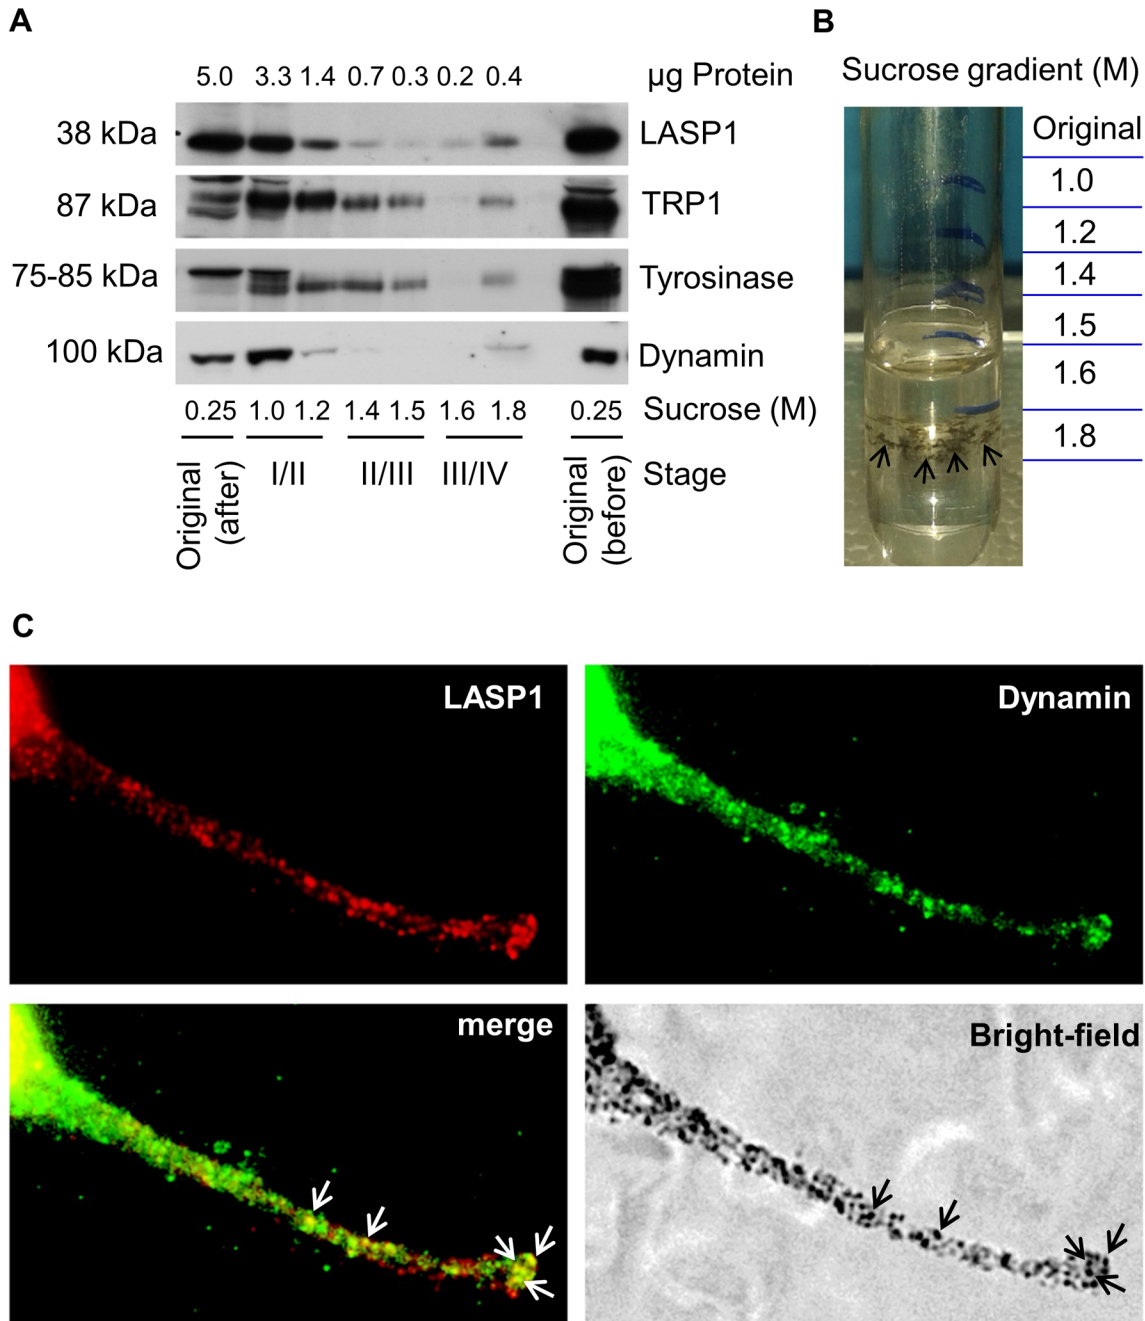 A
5.0 3.3 1.4 0.7 0.3 0.2 0.4 µg Protein
38 kDa LASP1
87 kDa TRP1
75-85 kDa Tyrosinase
100 kDa Dynamin
0.25 1.0 1.2 1.4 1.5 1.6 1.8 0.25 Sucrose (M)
Original (after) I/II II/III III/IV Original (before) Stage
B
Sucrose gradient (M)
Original
1.0
1.2
1.4
1.5
1.6
1.8
C
LASP1
Dynamin
merge
Bright-field